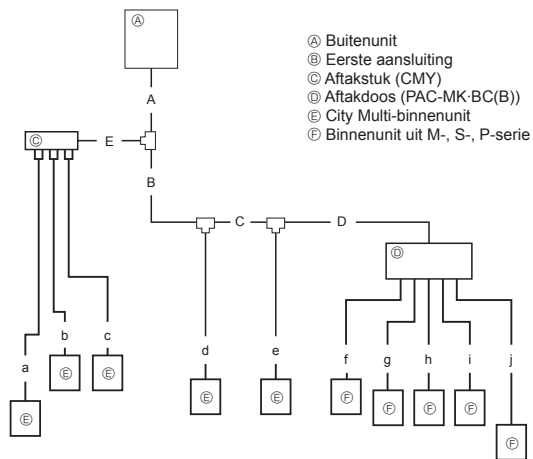 Ⓐ
Ⓐ Buitenunit
Ⓑ Eerste aansluiting
Ⓒ Aftakstuk (CMY)
Ⓓ Aftakdoos (PAC-MK·BC(B))
Ⓔ City Multi-binnenunit
Ⓕ Binnenunit uit M-, S-, P-serie
A
Ⓒ
E
B
C
D
Ⓓ
a
b
c
d
e
f
g
h
i
j
Ⓔ
Ⓔ
Ⓔ
Ⓔ
Ⓔ
Ⓕ
Ⓕ
Ⓕ
Ⓕ
Ⓕ